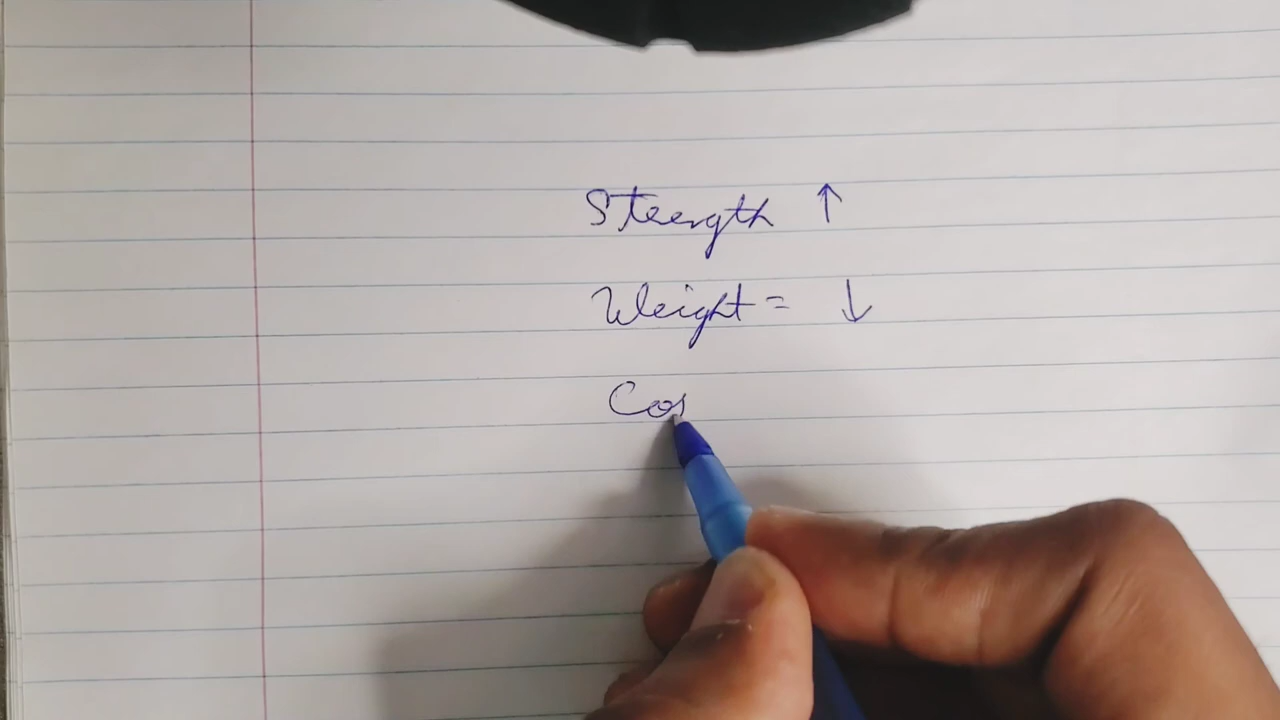 Strength ↑
Weight = ↓
Cos